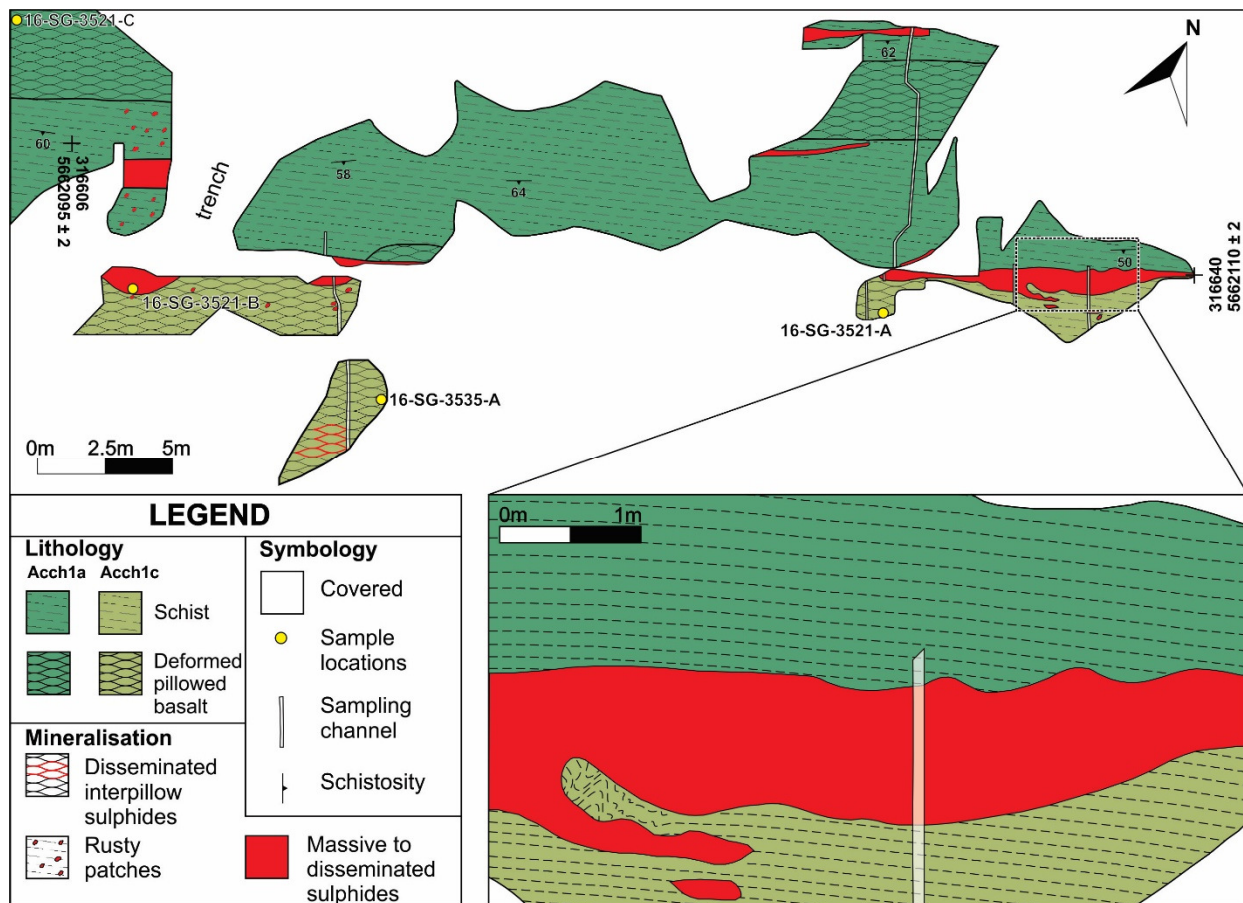 16-SG-3521-C
62
N
60
316606
5662095 ± 2
trench
58
64
50
316640
5662110 ± 2
16-SG-3521-B
16-SG-3521-A
16-SG-3535-A
0m 2.5m 5m
LEGEND
Lithology
Acch1a Acch1c
Schist
Deformed
pillowed
basalt
Mineralisation
Disseminated
interpillow
sulphides
Rusty
patches
Symbology
Covered
Sample
locations
Sampling
channel
Schistosity
Massive to
disseminated
sulphides
0m 1m